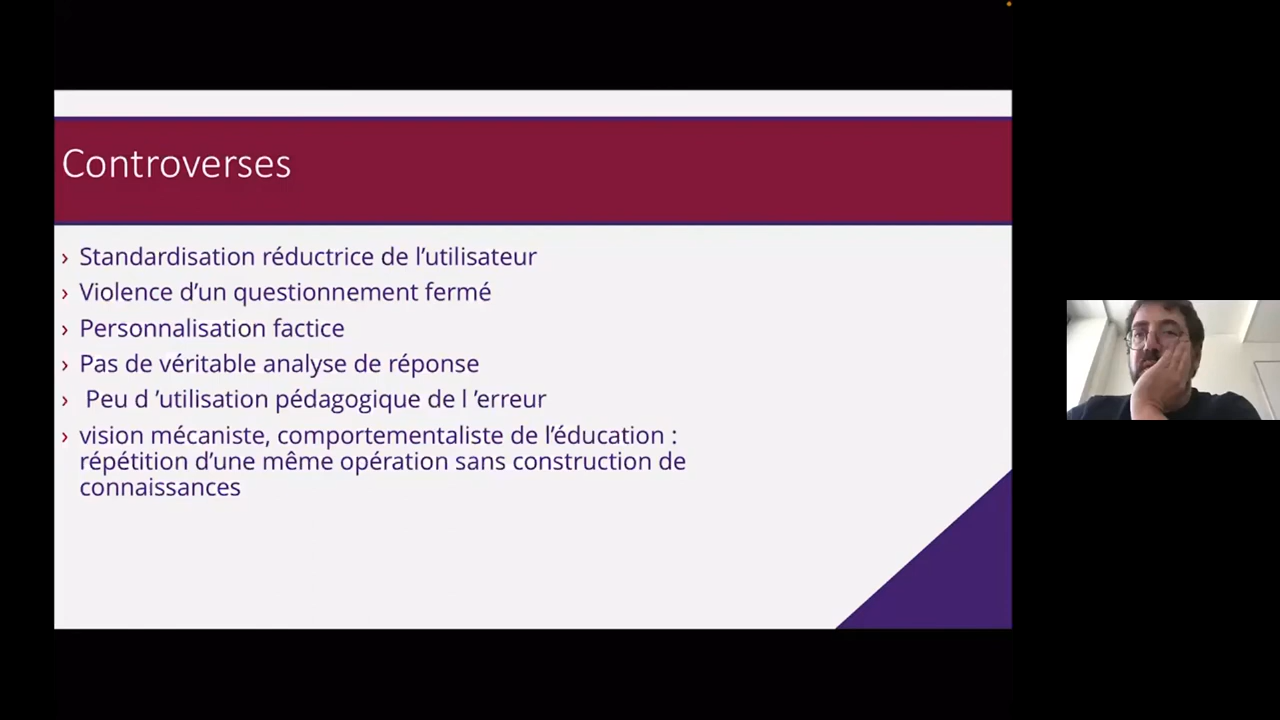 Controverses
› Standardisation réductrice de l’utilisateur
› Violence d’un questionnement fermé
› Personnalisation factice
› Pas de véritable analyse de réponse
› Peu d ’utilisation pédagogique de l ’erreur
› vision mécaniste, comportementaliste de l’éducation :
répétition d’une même opération sans construction de
connaissances